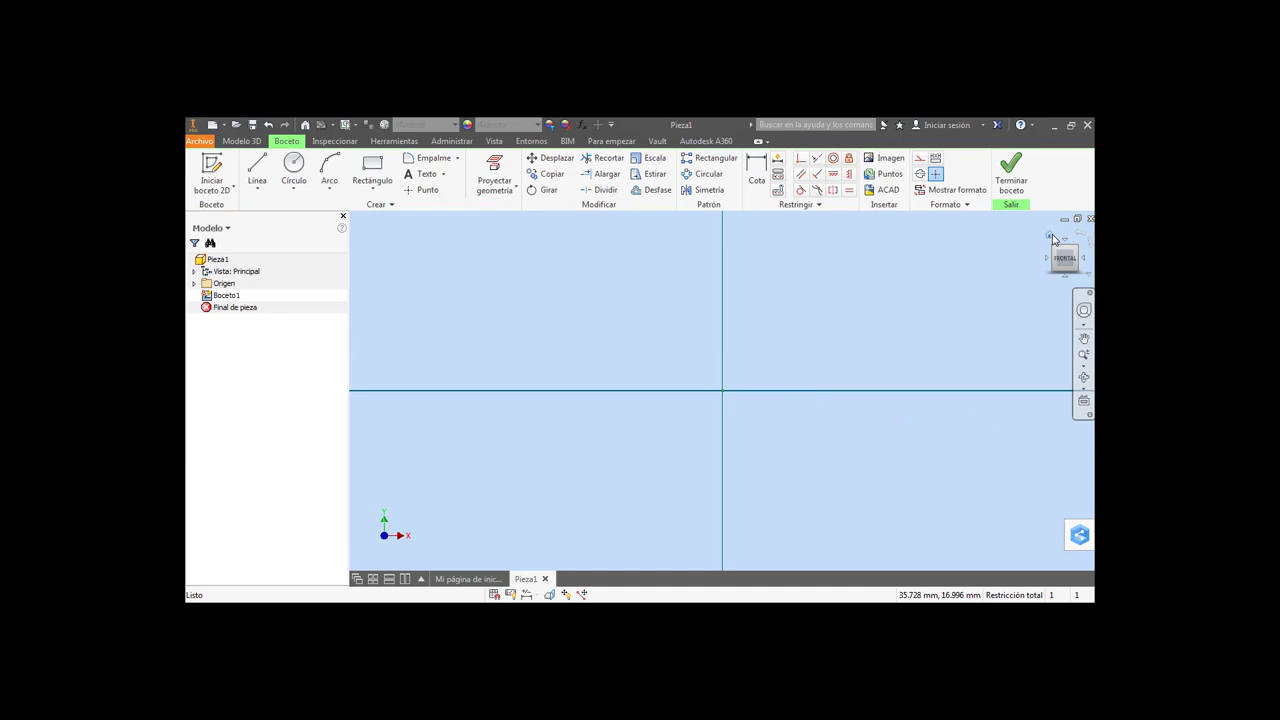 Pieza1
Buscar en la ayuda y los comanc
Iniciar sesión
Archivo Modelo 3D Boceto Inspeccionar Herramientas Administrar Vista Entornos BIM Para empezar Vault Autodesk A360
Iniciar
boceto 2D
Línea
Círculo
Arco
Rectángulo
Empalme
Texto
Punto
Proyectar
geometría
Desplazar
Copiar
Girar
Recortar
Alargar
Dividir
Escala
Estirar
Desfase
Rectangular
Circular
Simetría
Cota
Imagen
Puntos
ACAD
Mostrar formato
Terminar
boceto
Boceto Crear Modificar Patrón Restringir Insertar Formato Salir
Modelo
Pieza1
Vista: Principal
Origen
Boceto1
Final de pieza
FRONTAL
Y
X
Mi página de inic...
Pieza1
Listo
35.728 mm, 16.996 mm Restricción total 1 1